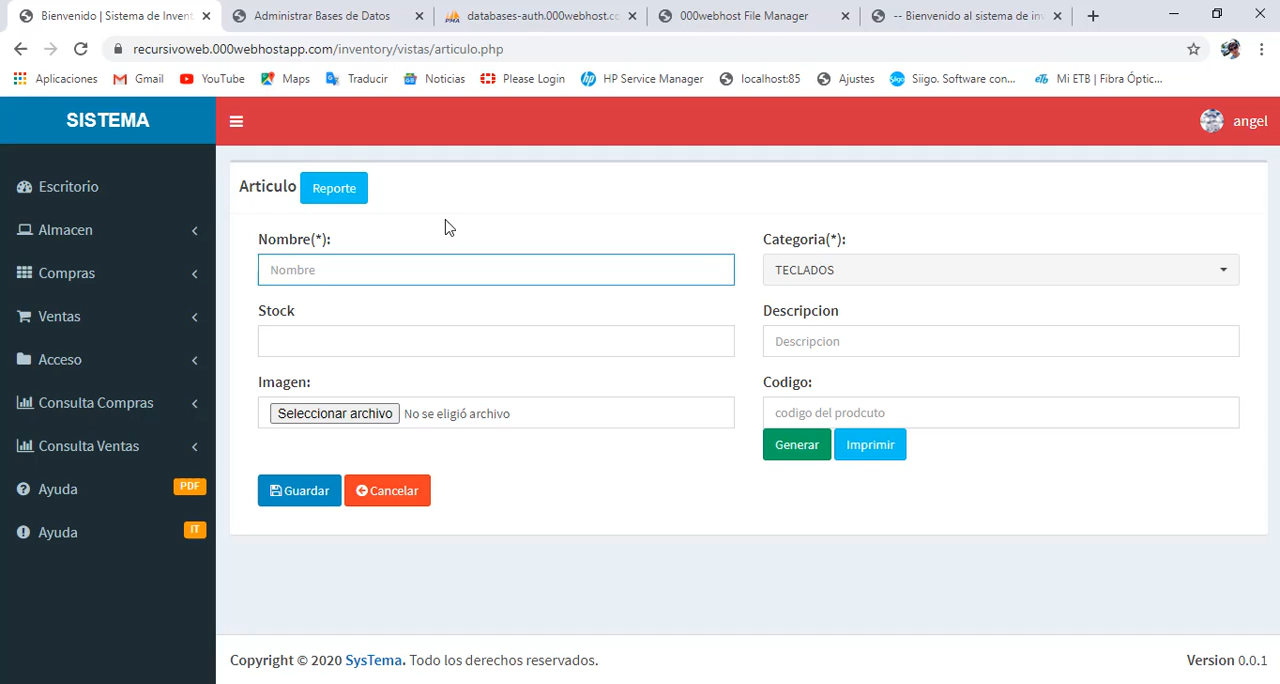 Bienvenido | Sistema de Inven
Administrar Bases de Datos
databases-auth.000webhost.co
000webhost File Manager
-- Bienvenido al sistema de in
recursivoweb.000webhostapp.com/inventory/vistas/articulo.php
Aplicaciones
Gmail
YouTube
Maps
Traducir
Noticias
Please Login
HP Service Manager
localhost:85
Ajustes
Siigo. Software con...
Mi ETB | Fibra Óptic...
SISTEMA
angel
Escritorio
Almacen
Compras
Ventas
Acceso
Consulta Compras
Consulta Ventas
Ayuda PDF
Ayuda IT
Articulo Reporte
Nombre(*):
Nombre
Categoria(*):
TECLADOS
Stock
Descripcion
Descripcion
Imagen:
Seleccionar archivo No se eligió archivo
Codigo:
codigo del prodcuto
Generar Imprimir
Guardar Cancelar
Copyright © 2020 SysTema. Todo los derechos reservados.
Version 0.0.1